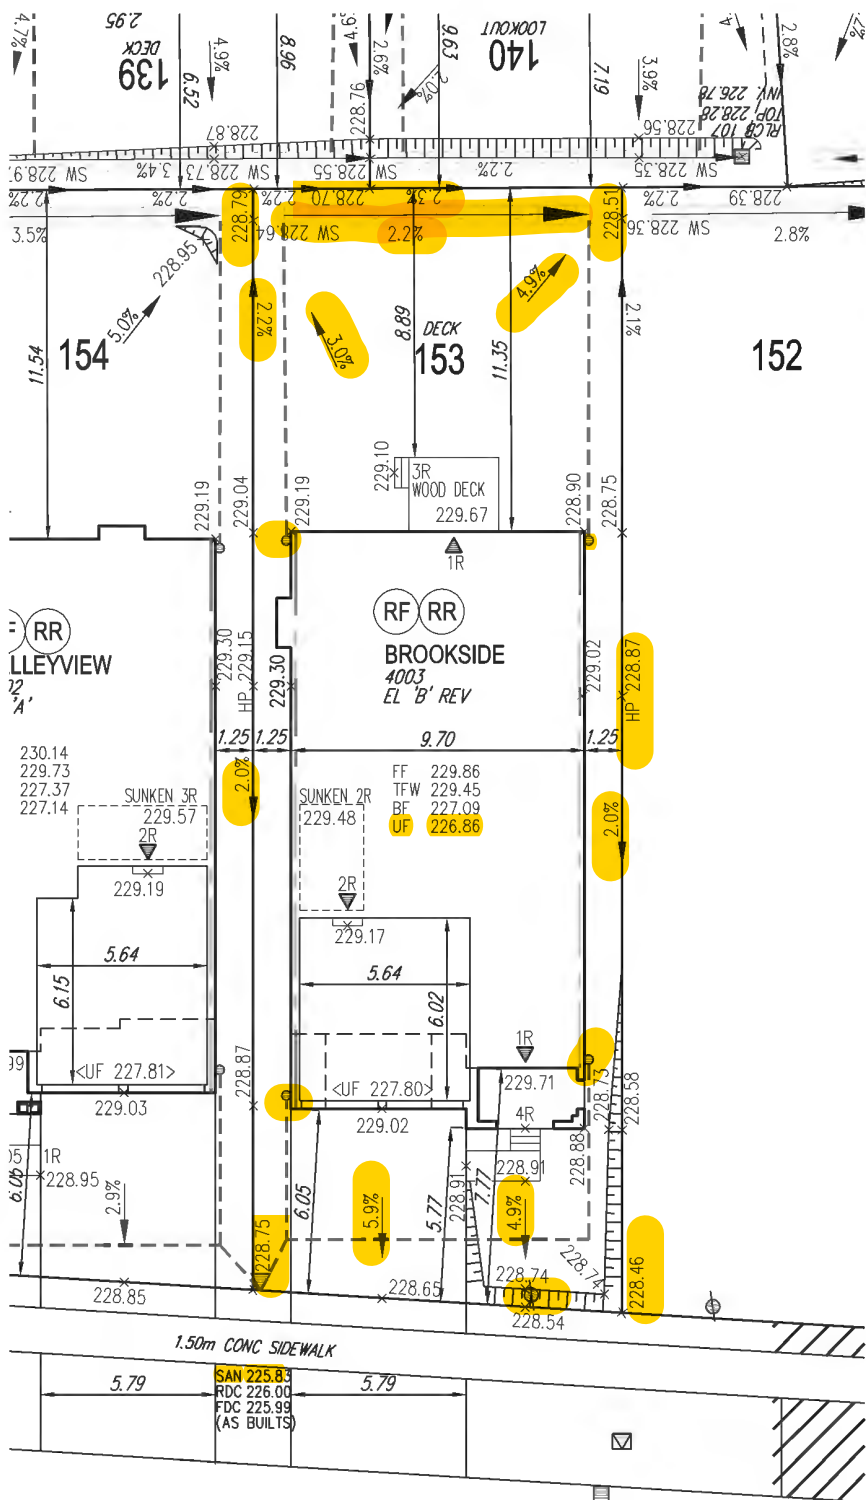 4.7%
2.95
DECK
139
4.9%
6.52
8.96
4.6
2.6%
228.76
2.0%
9.63
LOOKOUT
140
7.19
3.9%
2.8%
RLCB 107
TOP 228.28
INV. 226.78
228.87
228.56
SW
3.4%
228.73
SW
228.55
SW
2.2%
228.35
SW
2.2%
2.2%
2.2%
228.70
2.3%
2.2%
228.39
3.5%
228.79
228.64
SW
2.2%
228.51
228.36
228.22
SW
2.8%
228.95
5.0%
154
11.54
2.2%
3.0%
8.89
DECK
153
4.9%
11.35
2.1%
152
229.19
229.04
229.19
229.10
3R
WOOD DECK
229.67
228.90
228.75
1R
RR
LLEYVIEW
'A'
229.30
HP 229.15
229.30
RF
RR
BROOKSIDE
4003
EL 'B' REV
229.02
HP 228.87
1.25
1.25
9.70
1.25
230.14
229.73
227.37
227.14
2.0%
FF 229.86
TFW 229.45
BF 227.09
UF 226.86
2.0%
SUNKEN 3R
229.57
2R
229.19
SUNKEN 2R
229.48
2R
229.17
5.64
6.15
5.64
6.02
<UF 227.81>
229.03
228.87
<UF 227.80>
229.02
1R
229.71
4R
228.73
228.58
228.88
1R
228.95
6.05
2.9%
228.75
6.05
5.9%
5.77
228.91
7.77
228.91
4.9%
228.74
228.74
228.46
228.85
228.65
228.54
1.50m CONC SIDEWALK
5.79
SAN 225.83
RDC 226.00
FDC 225.99
(AS BUILTS)
5.79